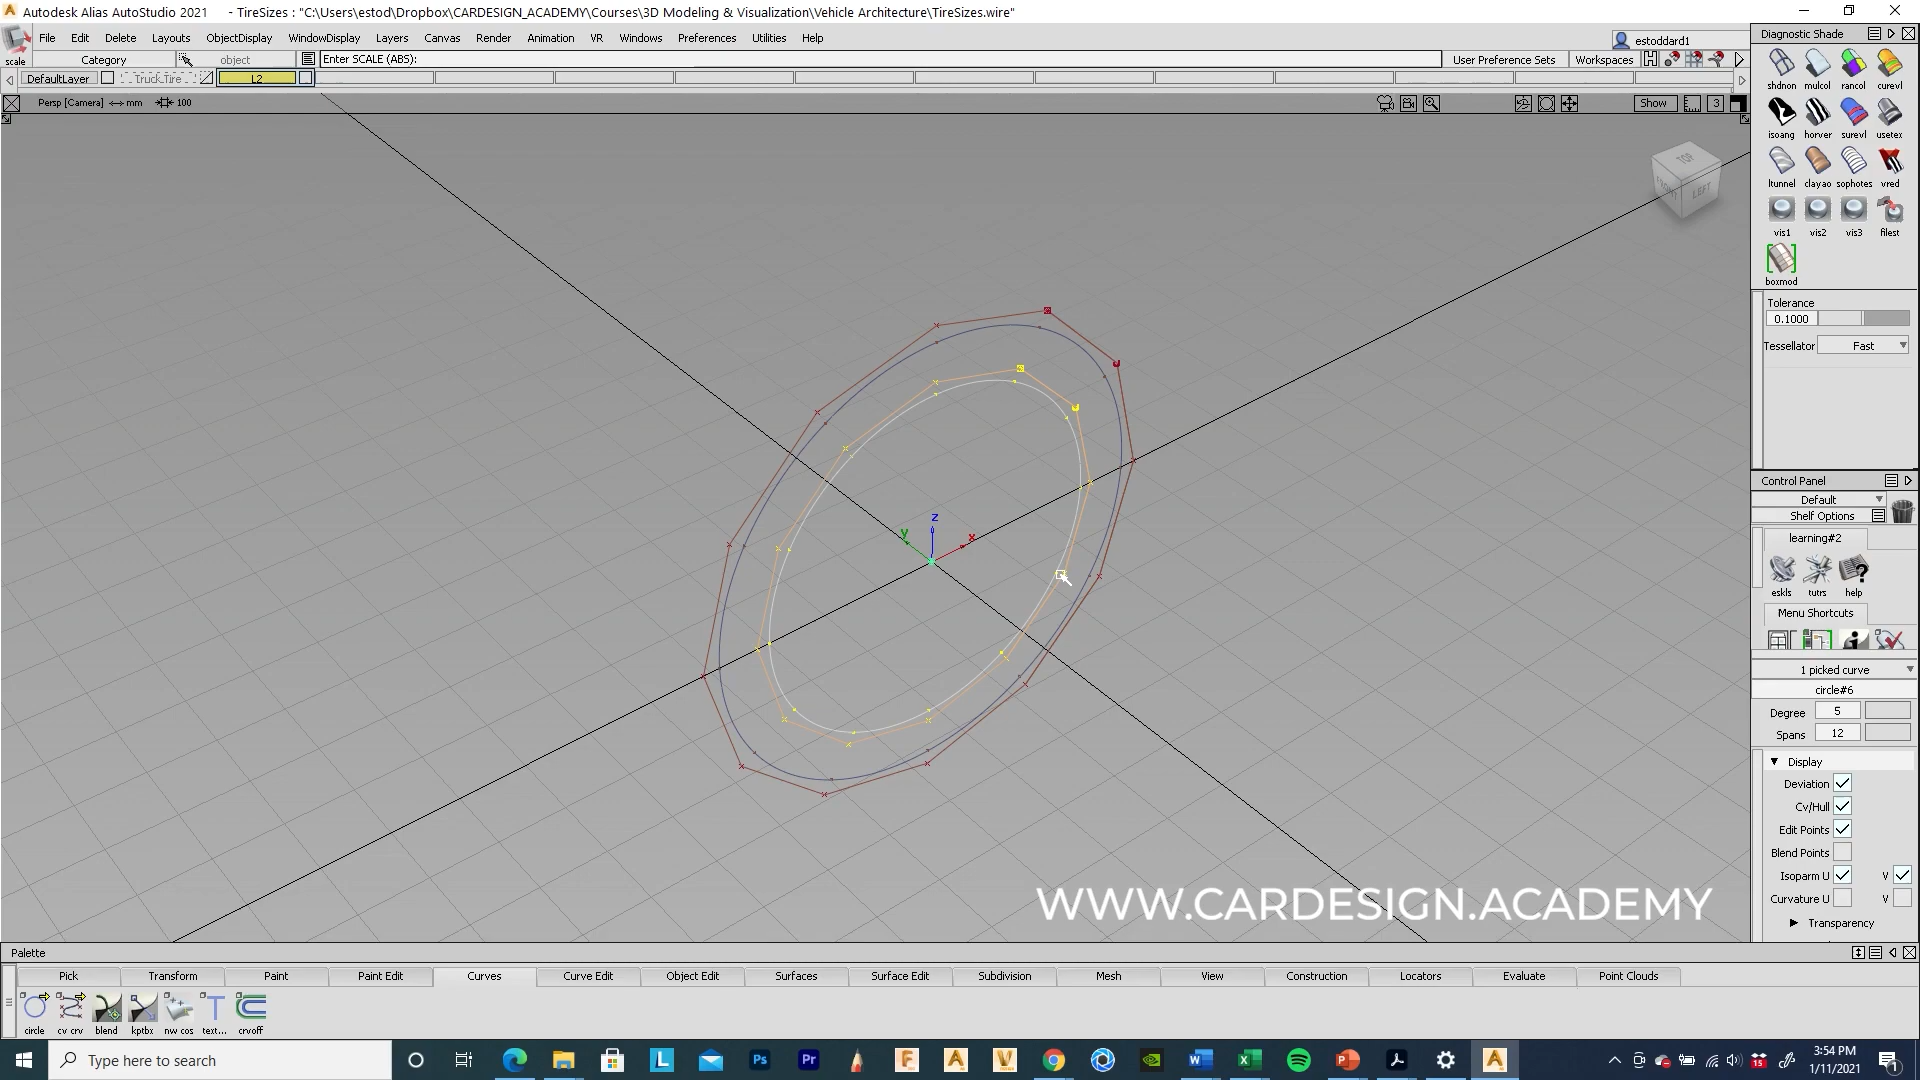 Autodesk Alias AutoStudio 2021 - TireSizes : "C:\Users\estod\Dropbox\CARDESIGN_ACADEMY\Courses\3D Modeling & Visualization\Vehicle Architecture\TireSizes.wire"
File Edit Delete Layouts ObjectDisplay WindowDisplay Layers Canvas Render Animation VR Windows Preferences Utilities Help
estoddard1
scale Category object Enter SCALE (ABS): User Preference Sets Workspaces
DefaultLayer Truck Tire L2
Persp [Camera] <-> mm 100 Show 3
TOP
FRONT LEFT
z
y x
WWW.CARDESIGN.ACADEMY
Diagnostic Shade
shdnon mulcol rancol curevl
isoang horver surevl usetex
ltunnel clayao sophotes vred
vis1 vis2 vis3 filest
boxmod
Tolerance
0.1000
Tessellator Fast
Control Panel
Default
Shelf Options
learning#2
eskls tutrs help
Menu Shortcuts
1 picked curve
circle#6
Degree 5
Spans 12
Display
Deviation
Cv/Hull
Edit Points
Blend Points
Isoparm U V
Curvature U V
Transparency
Palette
Pick Transform Paint Paint Edit Curves Curve Edit Object Edit Surfaces Surface Edit Subdivision Mesh View Construction Locators Evaluate Point Clouds
circle cv crv blend kptbx nw cos text... crvoff
Type here to search
3:54 PM
1/11/2021